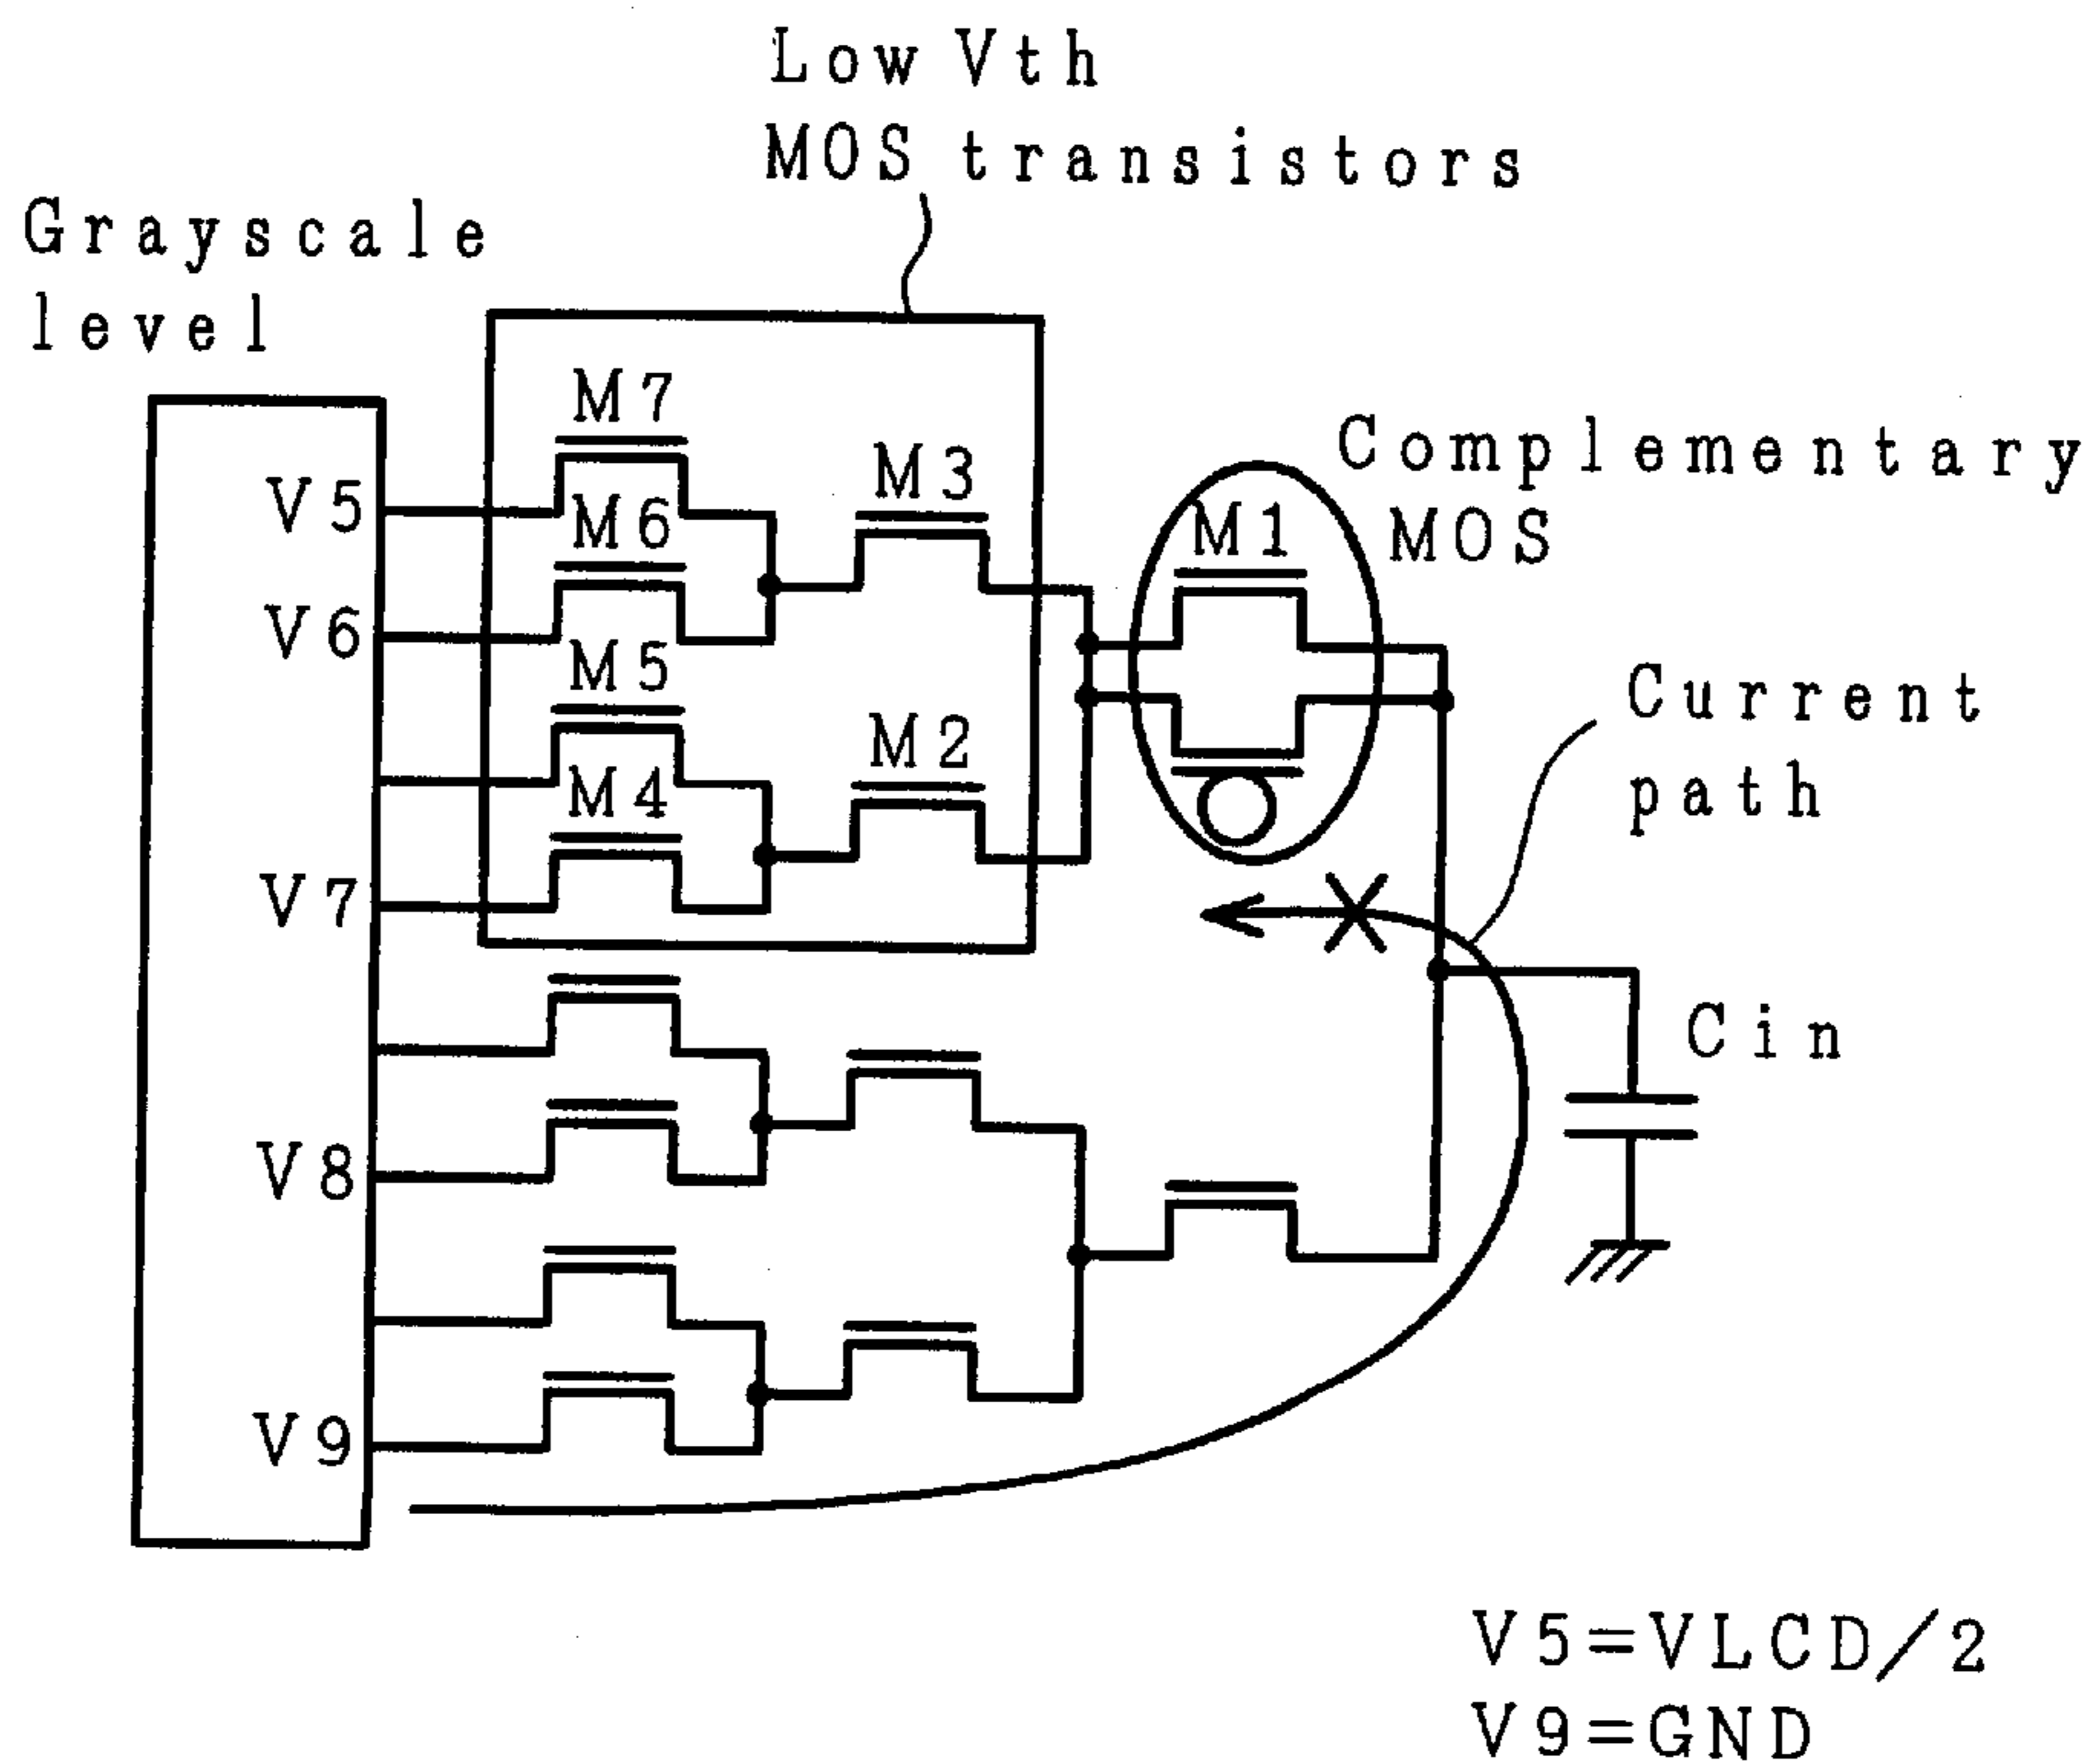 Low Vth
MOS transistors
Grayscale
level
M7
V5
M6
M3
Complementary
MOS
M1
V6
M5
M4
M2
Current
path
V7
Cin
V8
V9
V5=VLCD/2
V9=GND